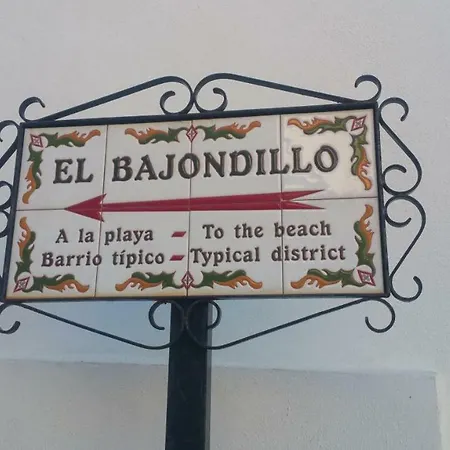 EL BAJONDILLO
A la playa - To the beach
Barrio típico - Typical district